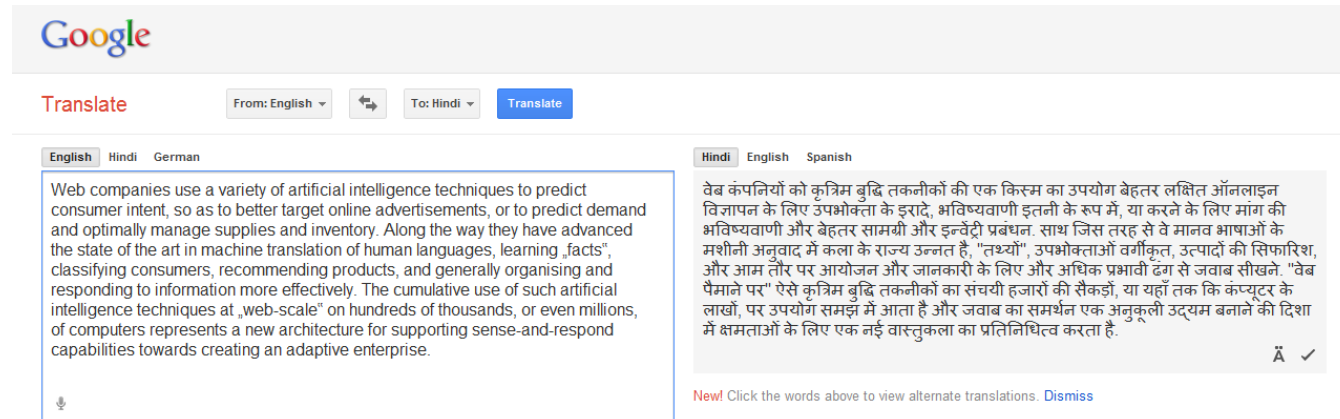 Google
Translate From: English To: Hindi Translate
English Hindi German
Web companies use a variety of artificial intelligence techniques to predict
consumer intent, so as to better target online advertisements, or to predict demand
and optimally manage supplies and inventory. Along the way they have advanced
the state of the art in machine translation of human languages, learning „facts‟,
classifying consumers, recommending products, and generally organising and
responding to information more effectively. The cumulative use of such artificial
intelligence techniques at „web-scale‟ on hundreds of thousands, or even millions,
of computers represents a new architecture for supporting sense-and-respond
capabilities towards creating an adaptive enterprise.
Hindi English Spanish
वेब कंपनियों को कृत्रिम बुद्धि तकनीकों की एक किस्म का उपयोग बेहतर लक्षित ऑनलाइन
विज्ञापन के लिए उपभोक्ता के इरादे, भविष्यवाणी इतनी के रूप में, या करने के लिए मांग की
भविष्यवाणी और बेहतर सामग्री और इन्वेंट्री प्रबंधन. साथ जिस तरह से वे मानव भाषाओं के
मशीनी अनुवाद में कला के राज्य उन्नत है, "तथ्यों", उपभोक्ताओं वर्गीकृत, उत्पादों की सिफारिश,
और आम तौर पर आयोजन और जानकारी के लिए और अधिक प्रभावी ढंग से जवाब सीखने. "वेब
पैमाने पर" ऐसे कृत्रिम बुद्धि तकनीकों का संचयी हजारों की सैकड़ों, या यहाँ तक कि कंप्यूटर के
लाखों, पर उपयोग समझ में आता है और जवाब का समर्थन एक अनुकूली उद्यम बनाने की दिशा
में क्षमताओं के लिए एक नई वास्तुकला का प्रतिनिधित्व करता है.
Ä
New! Click the words above to view alternate translations. Dismiss